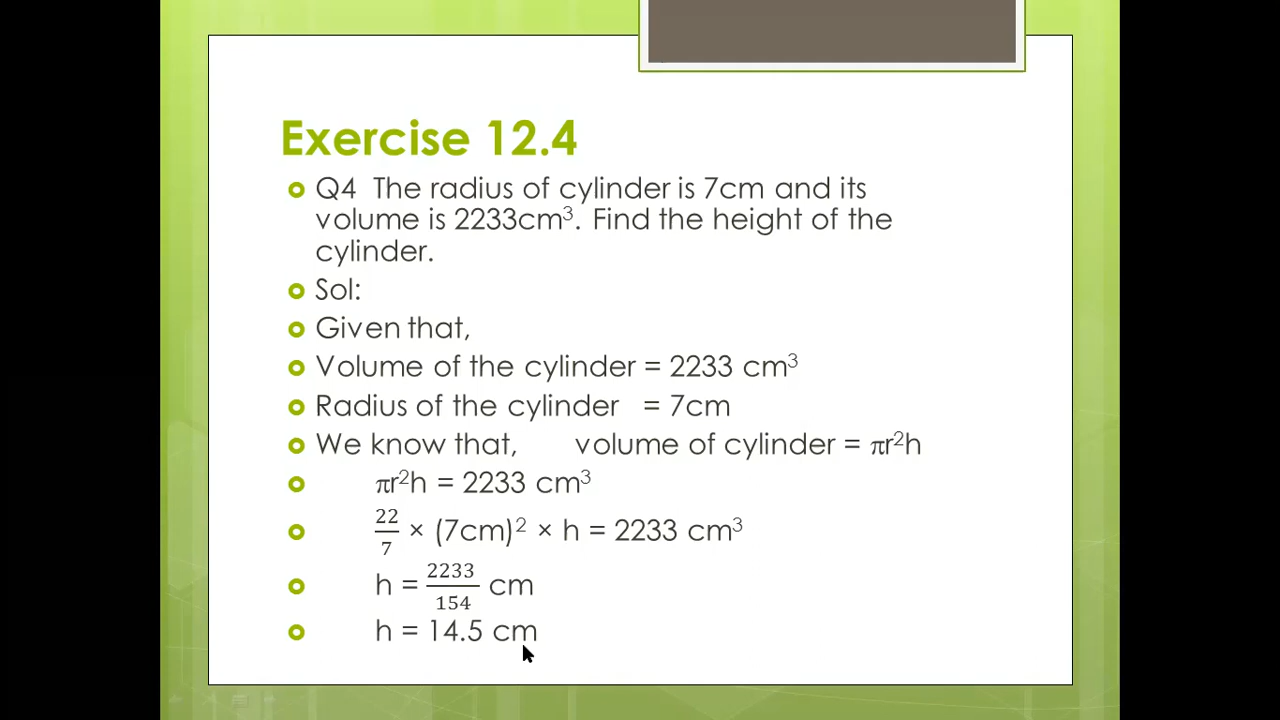 Exercise 12.4
Q4 The radius of cylinder is 7cm and its
volume is 2233cm³. Find the height of the
cylinder.
Sol:
Given that,
Volume of the cylinder = 2233 cm³
Radius of the cylinder = 7cm
We know that, volume of cylinder = πr²h
πr²h = 2233 cm³
22/7 × (7cm)² × h = 2233 cm³
h = 2233/154 cm
h = 14.5 cm